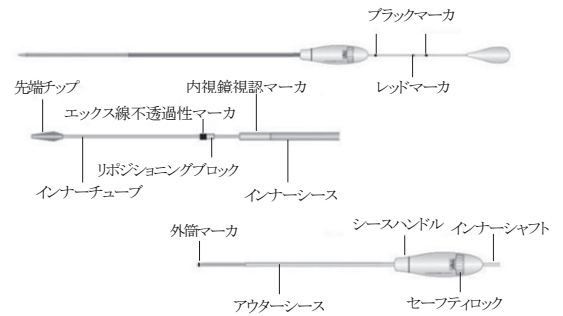 ブラックマーカ
レッドマーカ
先端チップ
内視鏡視認マーカ
エックス線不透過性マーカ
リポジショニングブロック
インナーチューブ
インナーシース
外筒マーカ
シースハンドル
インナーシャフト
アウターシース
セーフティロック